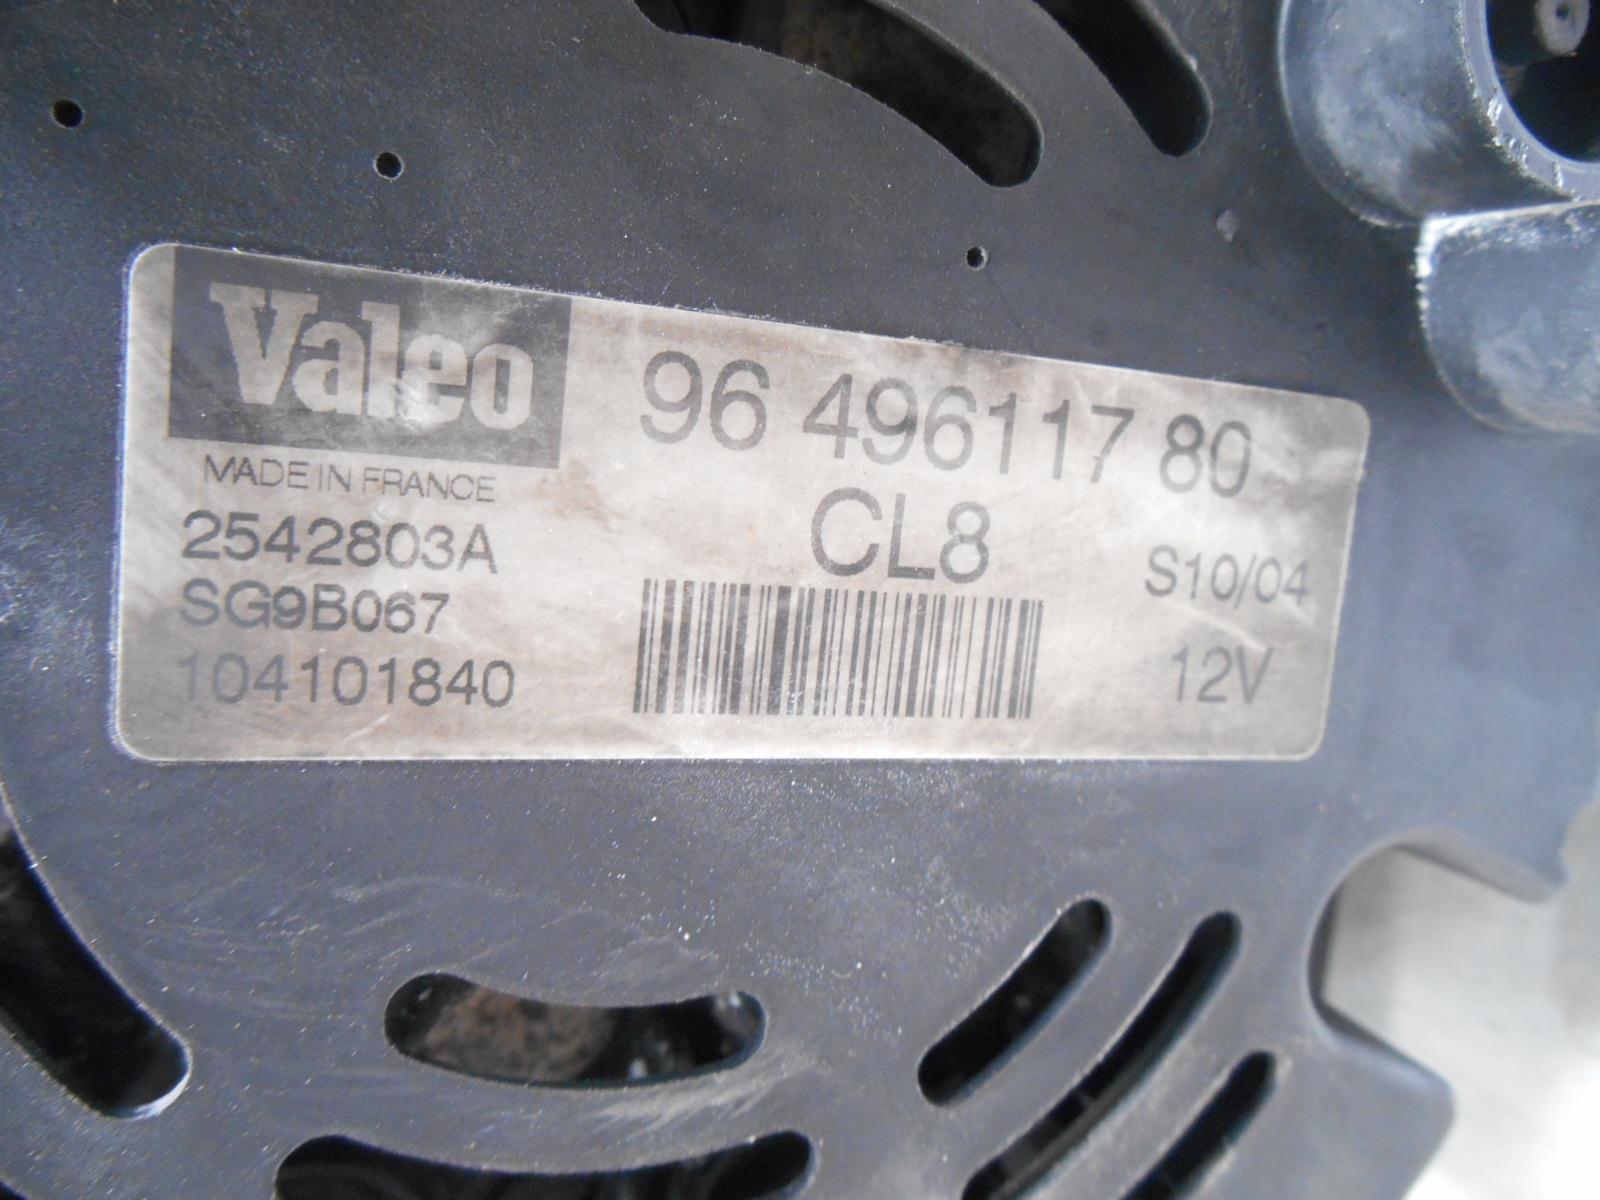 Valeo
MADE IN FRANCE
2542803A
SG9B067
104101840
96 496117 80
CL8
S10/04
12V